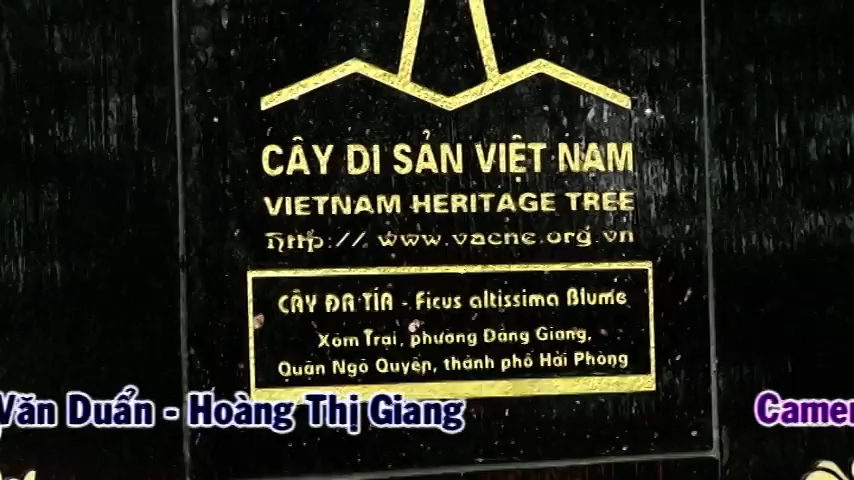 CÂY DI SẢN VIỆT NAM
VIETNAM HERITAGE TREE
http://www.vacne.org.vn
CÂY ĐA TÍA - Ficus altissima Blume
Xóm Trại, phường Đằng Giang,
Quận Ngô Quyền, thành phố Hải Phòng
Văn Duẩn - Hoàng Thị Giang
Camer